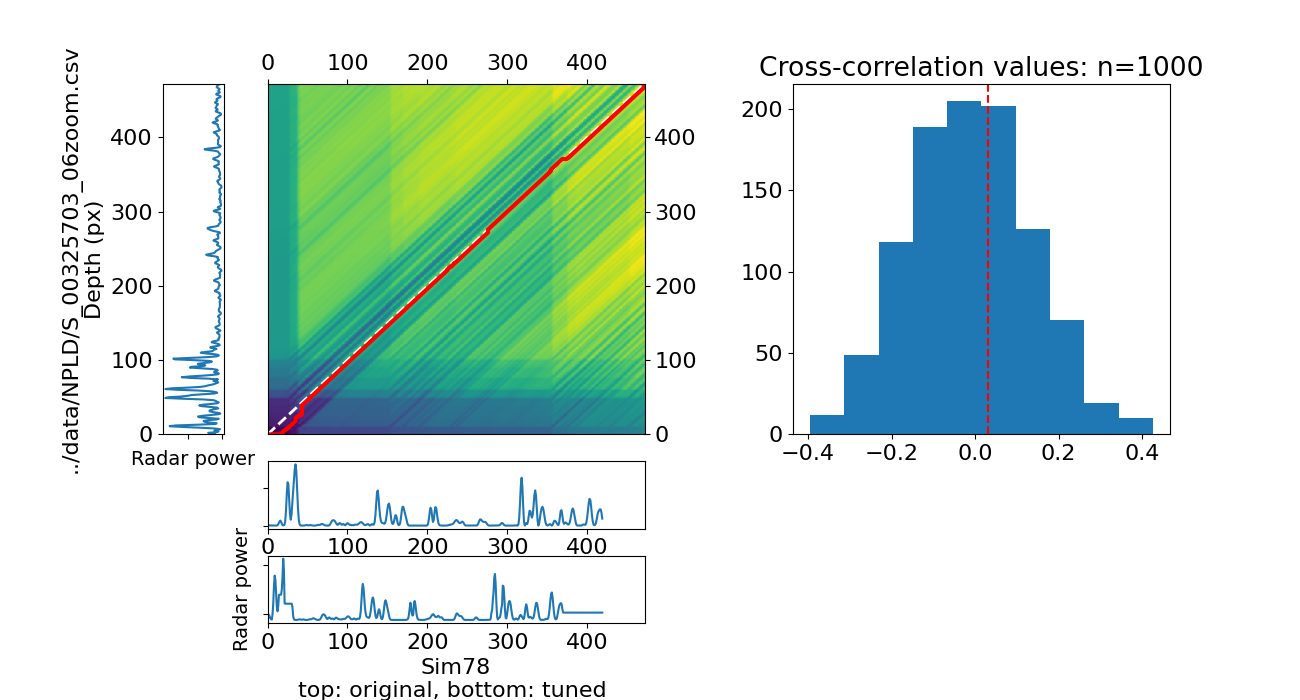 0 100 200 300 400
Cross-correlation values: n=1000
../data/NPLD/S_00325703_06zoom.csv
Depth (px)
400
300
200
100
0
Radar power
400
300
200
100
0
200
150
100
50
0
−0.4 −0.2 0.0 0.2 0.4
0 100 200 300 400
Radar power
0 100 200 300 400
Sim78
top: original, bottom: tuned